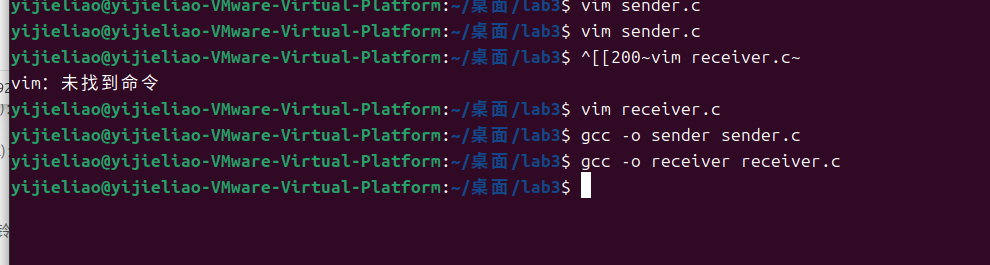 yijieliao@yijieliao-VMware-Virtual-Platform:~/桌面/lab3$ vim sender.c
yijieliao@yijieliao-VMware-Virtual-Platform:~/桌面/lab3$ vim sender.c
yijieliao@yijieliao-VMware-Virtual-Platform:~/桌面/lab3$ ^[[200~vim receiver.c~
vim：未找到命令
yijieliao@yijieliao-VMware-Virtual-Platform:~/桌面/lab3$ vim receiver.c
yijieliao@yijieliao-VMware-Virtual-Platform:~/桌面/lab3$ gcc -o sender sender.c
yijieliao@yijieliao-VMware-Virtual-Platform:~/桌面/lab3$ gcc -o receiver receiver.c
yijieliao@yijieliao-VMware-Virtual-Platform:~/桌面/lab3$